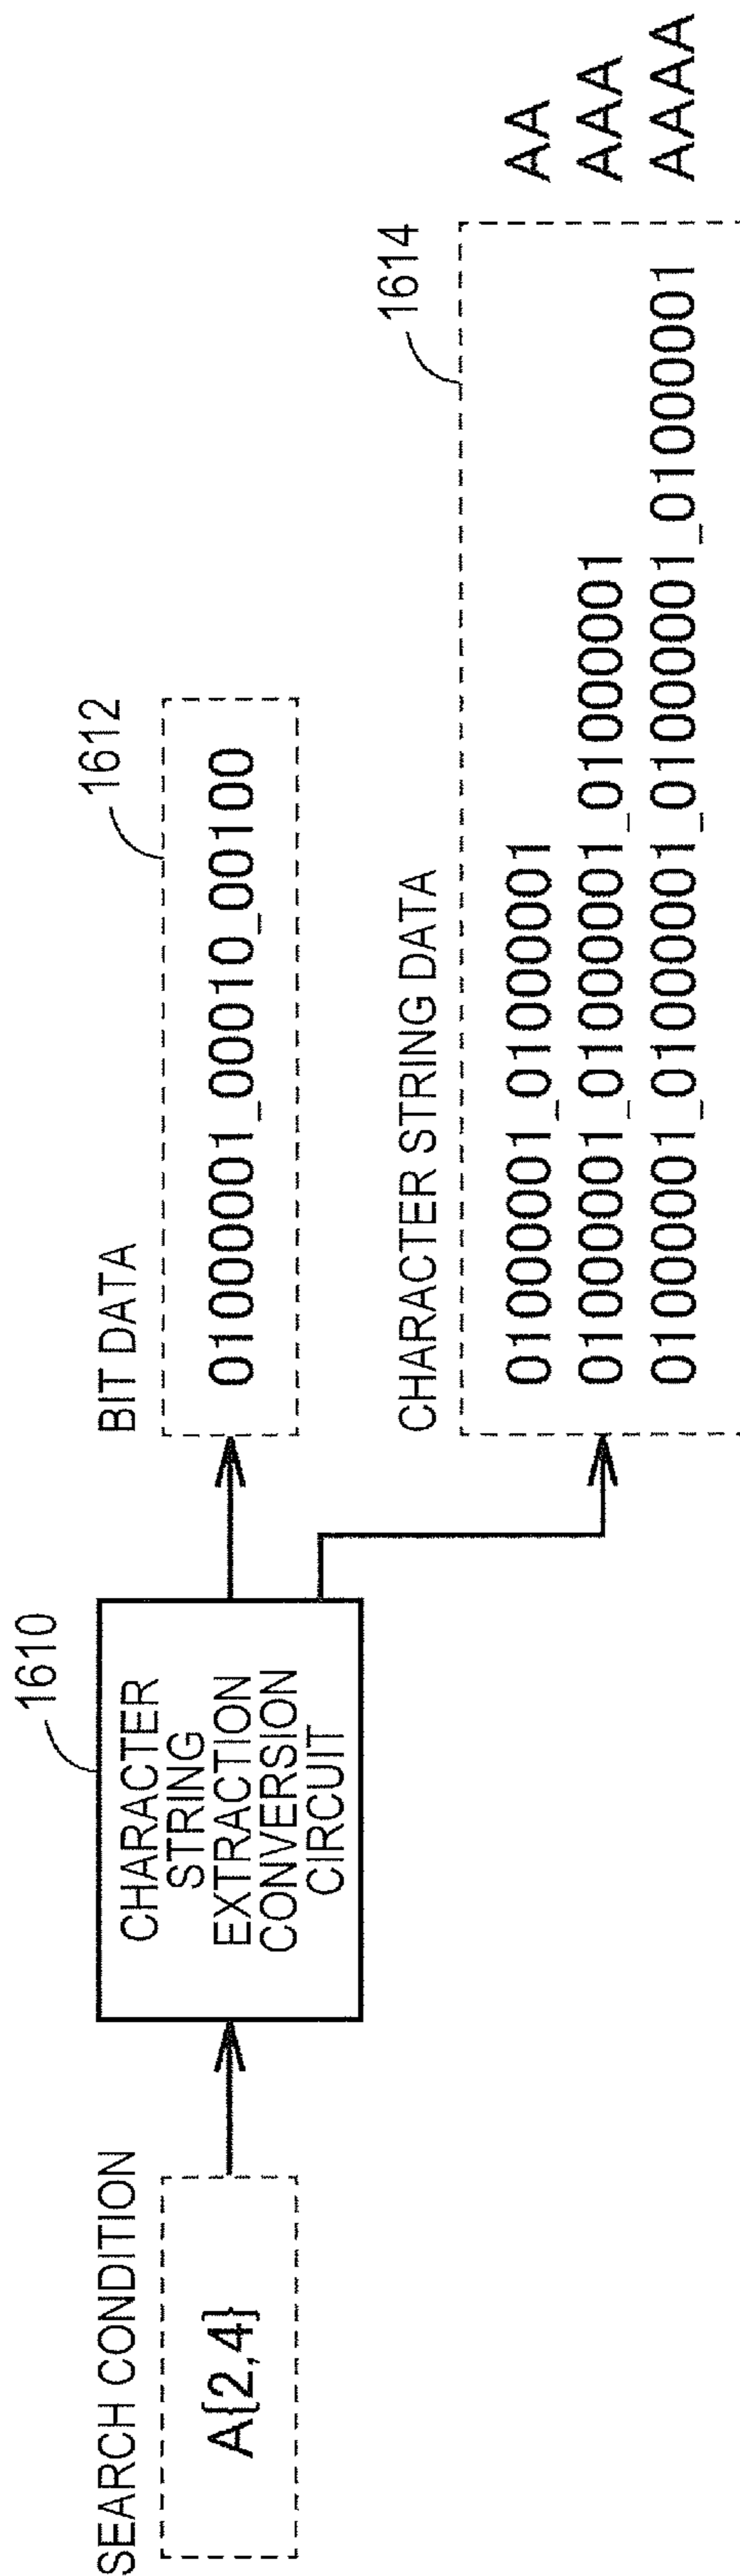 SEARCH CONDITION
A{2,4}
1610
CHARACTER
STRING
EXTRACTION
CONVERSION
CIRCUIT
BIT DATA
1612
01000001_00010_00100
CHARACTER STRING DATA
1614
01000001_01000001 AA
01000001_01000001_01000001 AAA
01000001_01000001_01000001_01000001 AAAA